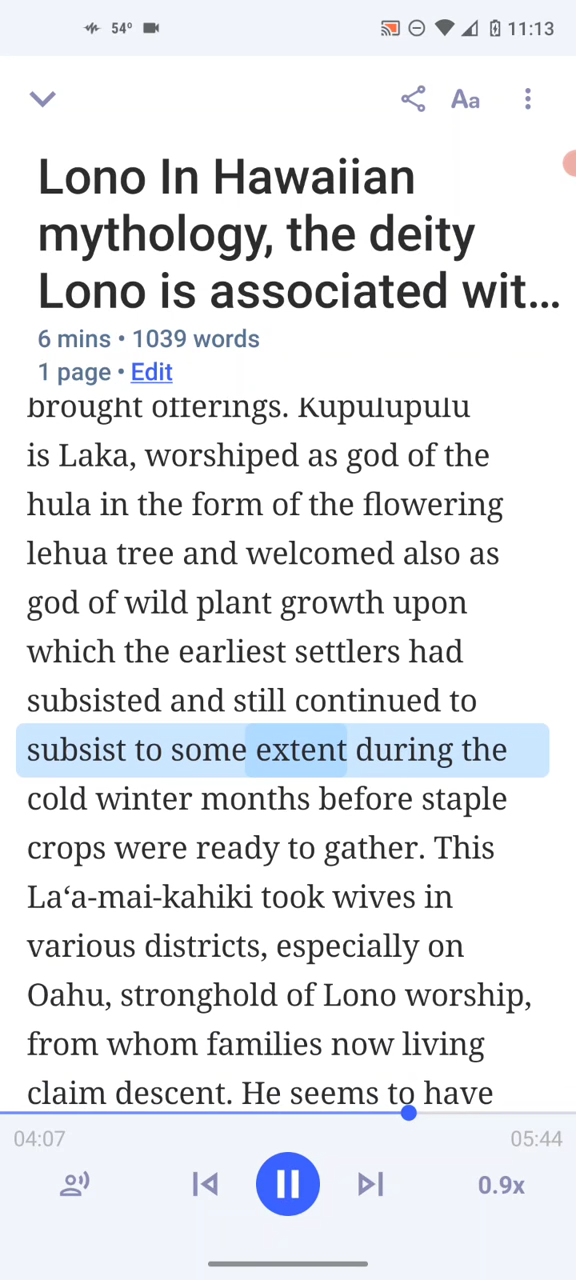 54°
11:13
Aa
Lono In Hawaiian
mythology, the deity
Lono is associated wit...
6 mins • 1039 words
1 page • Edit
brought offerings. Kupulupulu
is Laka, worshiped as god of the
hula in the form of the flowering
lehua tree and welcomed also as
god of wild plant growth upon
which the earliest settlers had
subsisted and still continued to
subsist to some extent during the
cold winter months before staple
crops were ready to gather. This
Laʻa-mai-kahiki took wives in
various districts, especially on
Oahu, stronghold of Lono worship,
from whom families now living
claim descent. He seems to have
04:07
05:44
0.9x